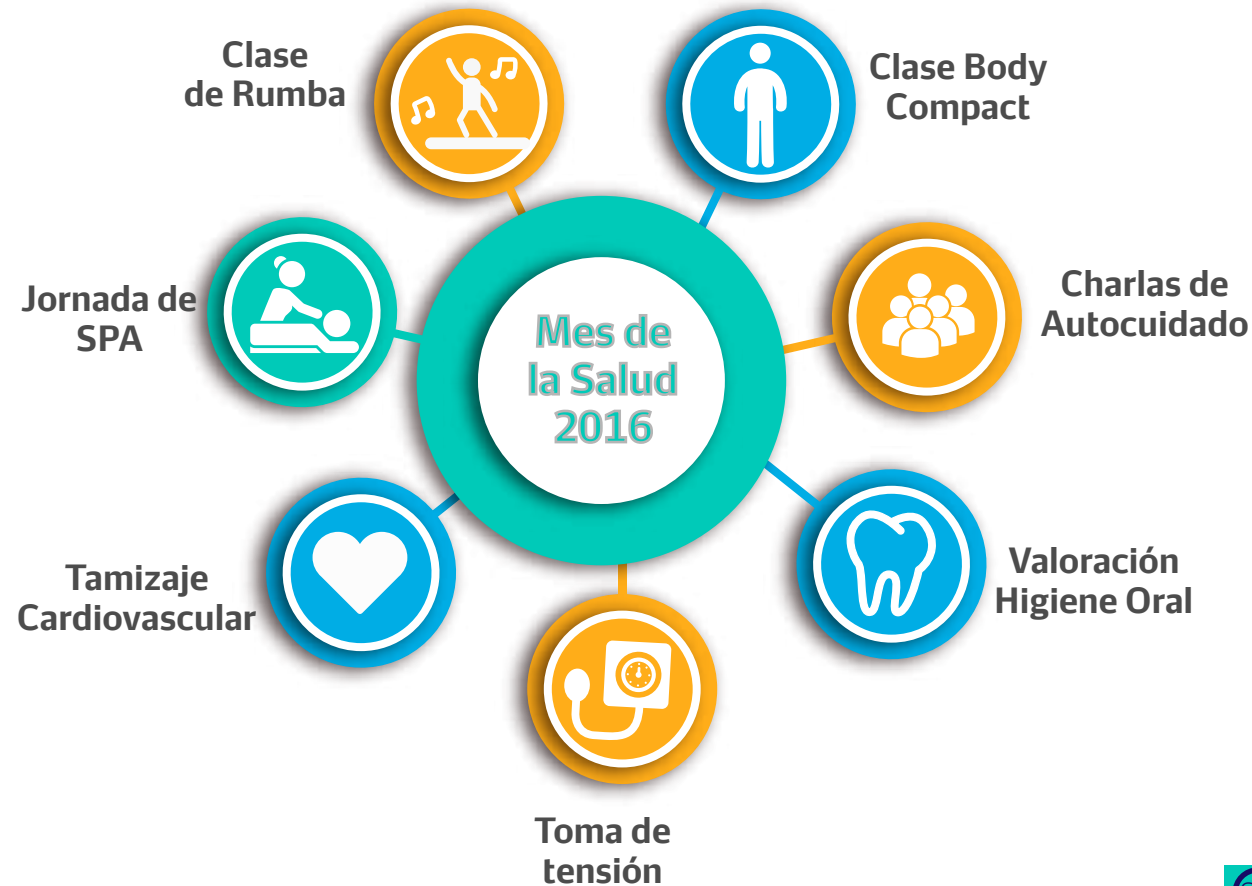 Clase
de Rumba
Clase Body
Compact
Jornada de
SPA
Mes de
la Salud
2016
Charlas de
Autocuidado
Tamizaje
Cardiovascular
Valoración
Higiene Oral
Toma de
tensión